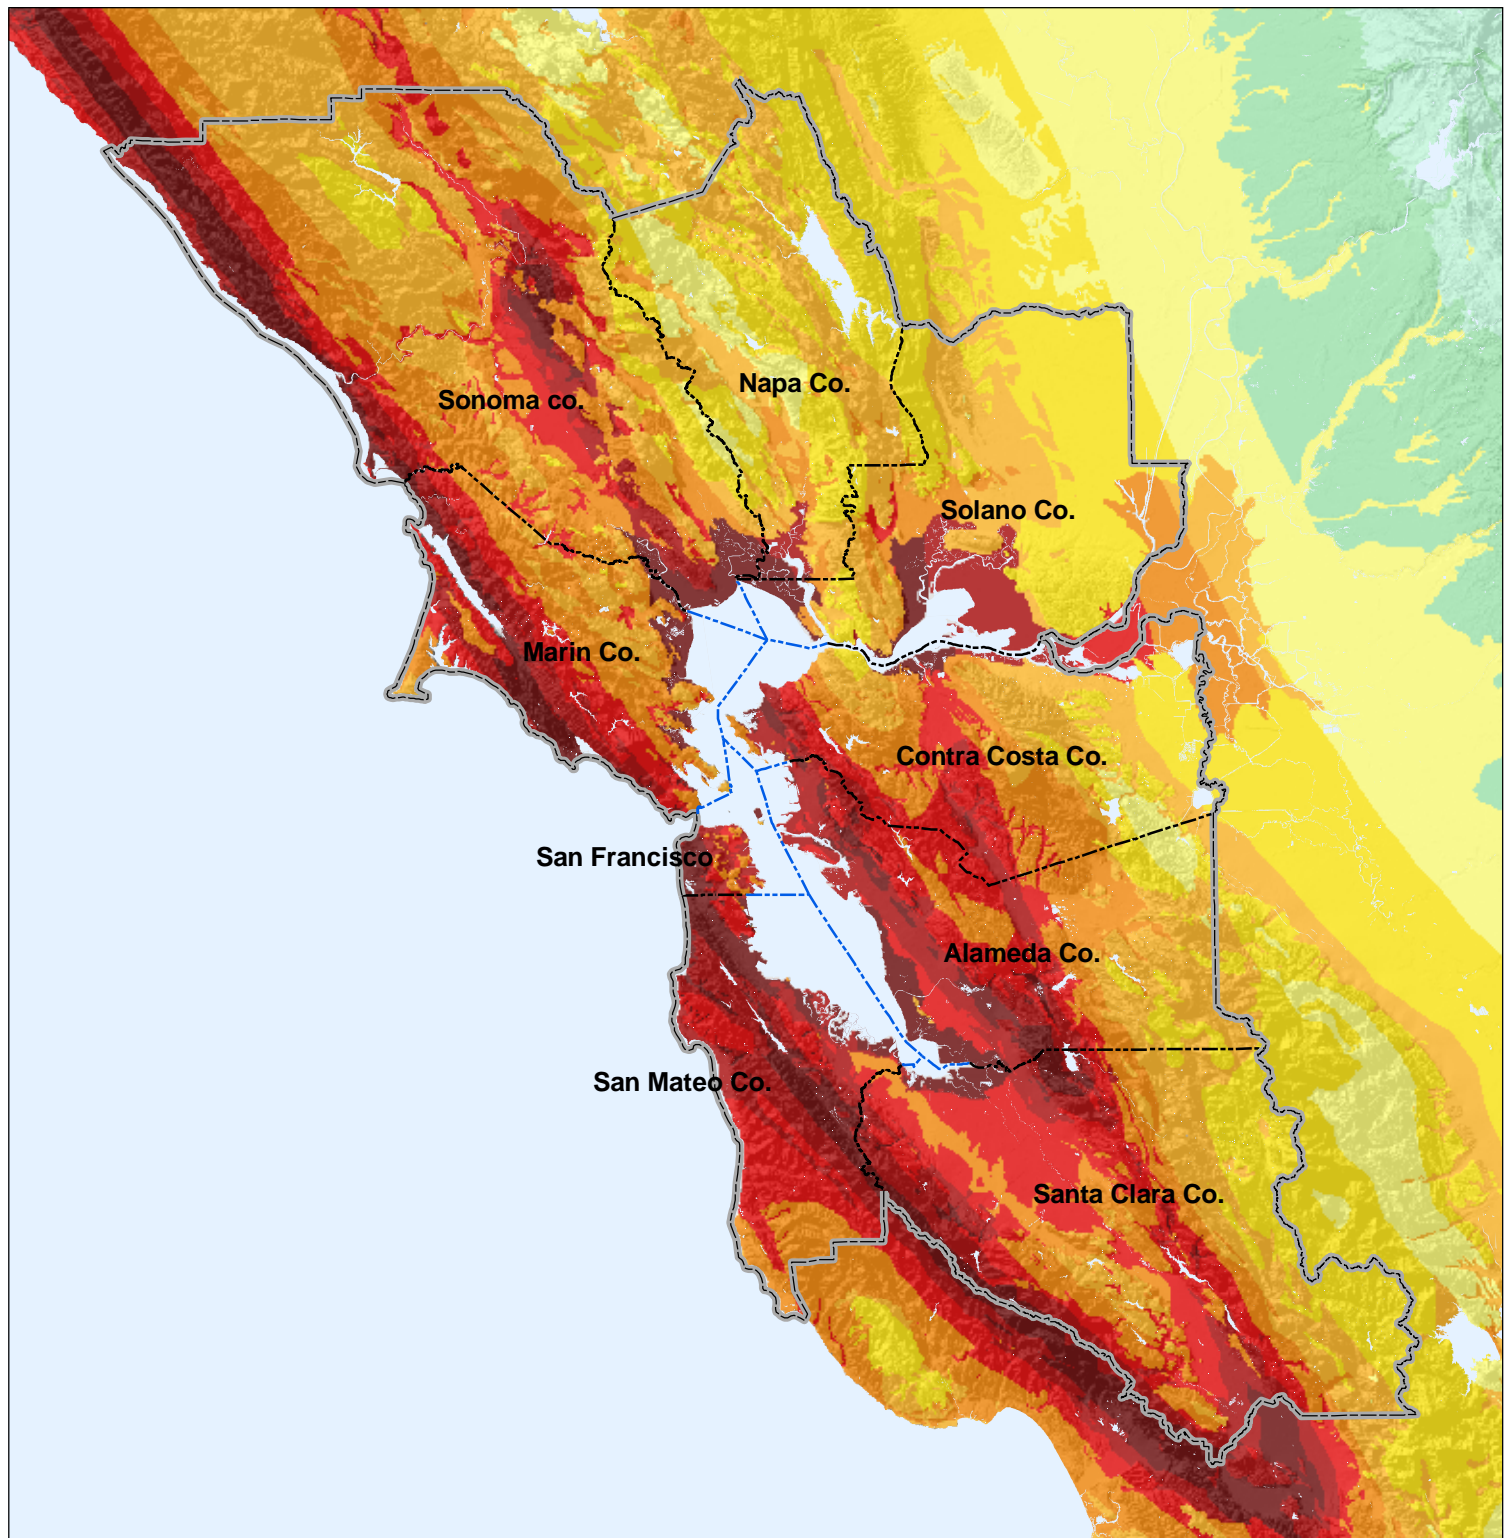 Napa Co.
Sonoma co.
Solano Co.
Marin Co.
Contra Costa Co.
San Francisco
Alameda Co.
San Mateo Co.
Santa Clara Co.